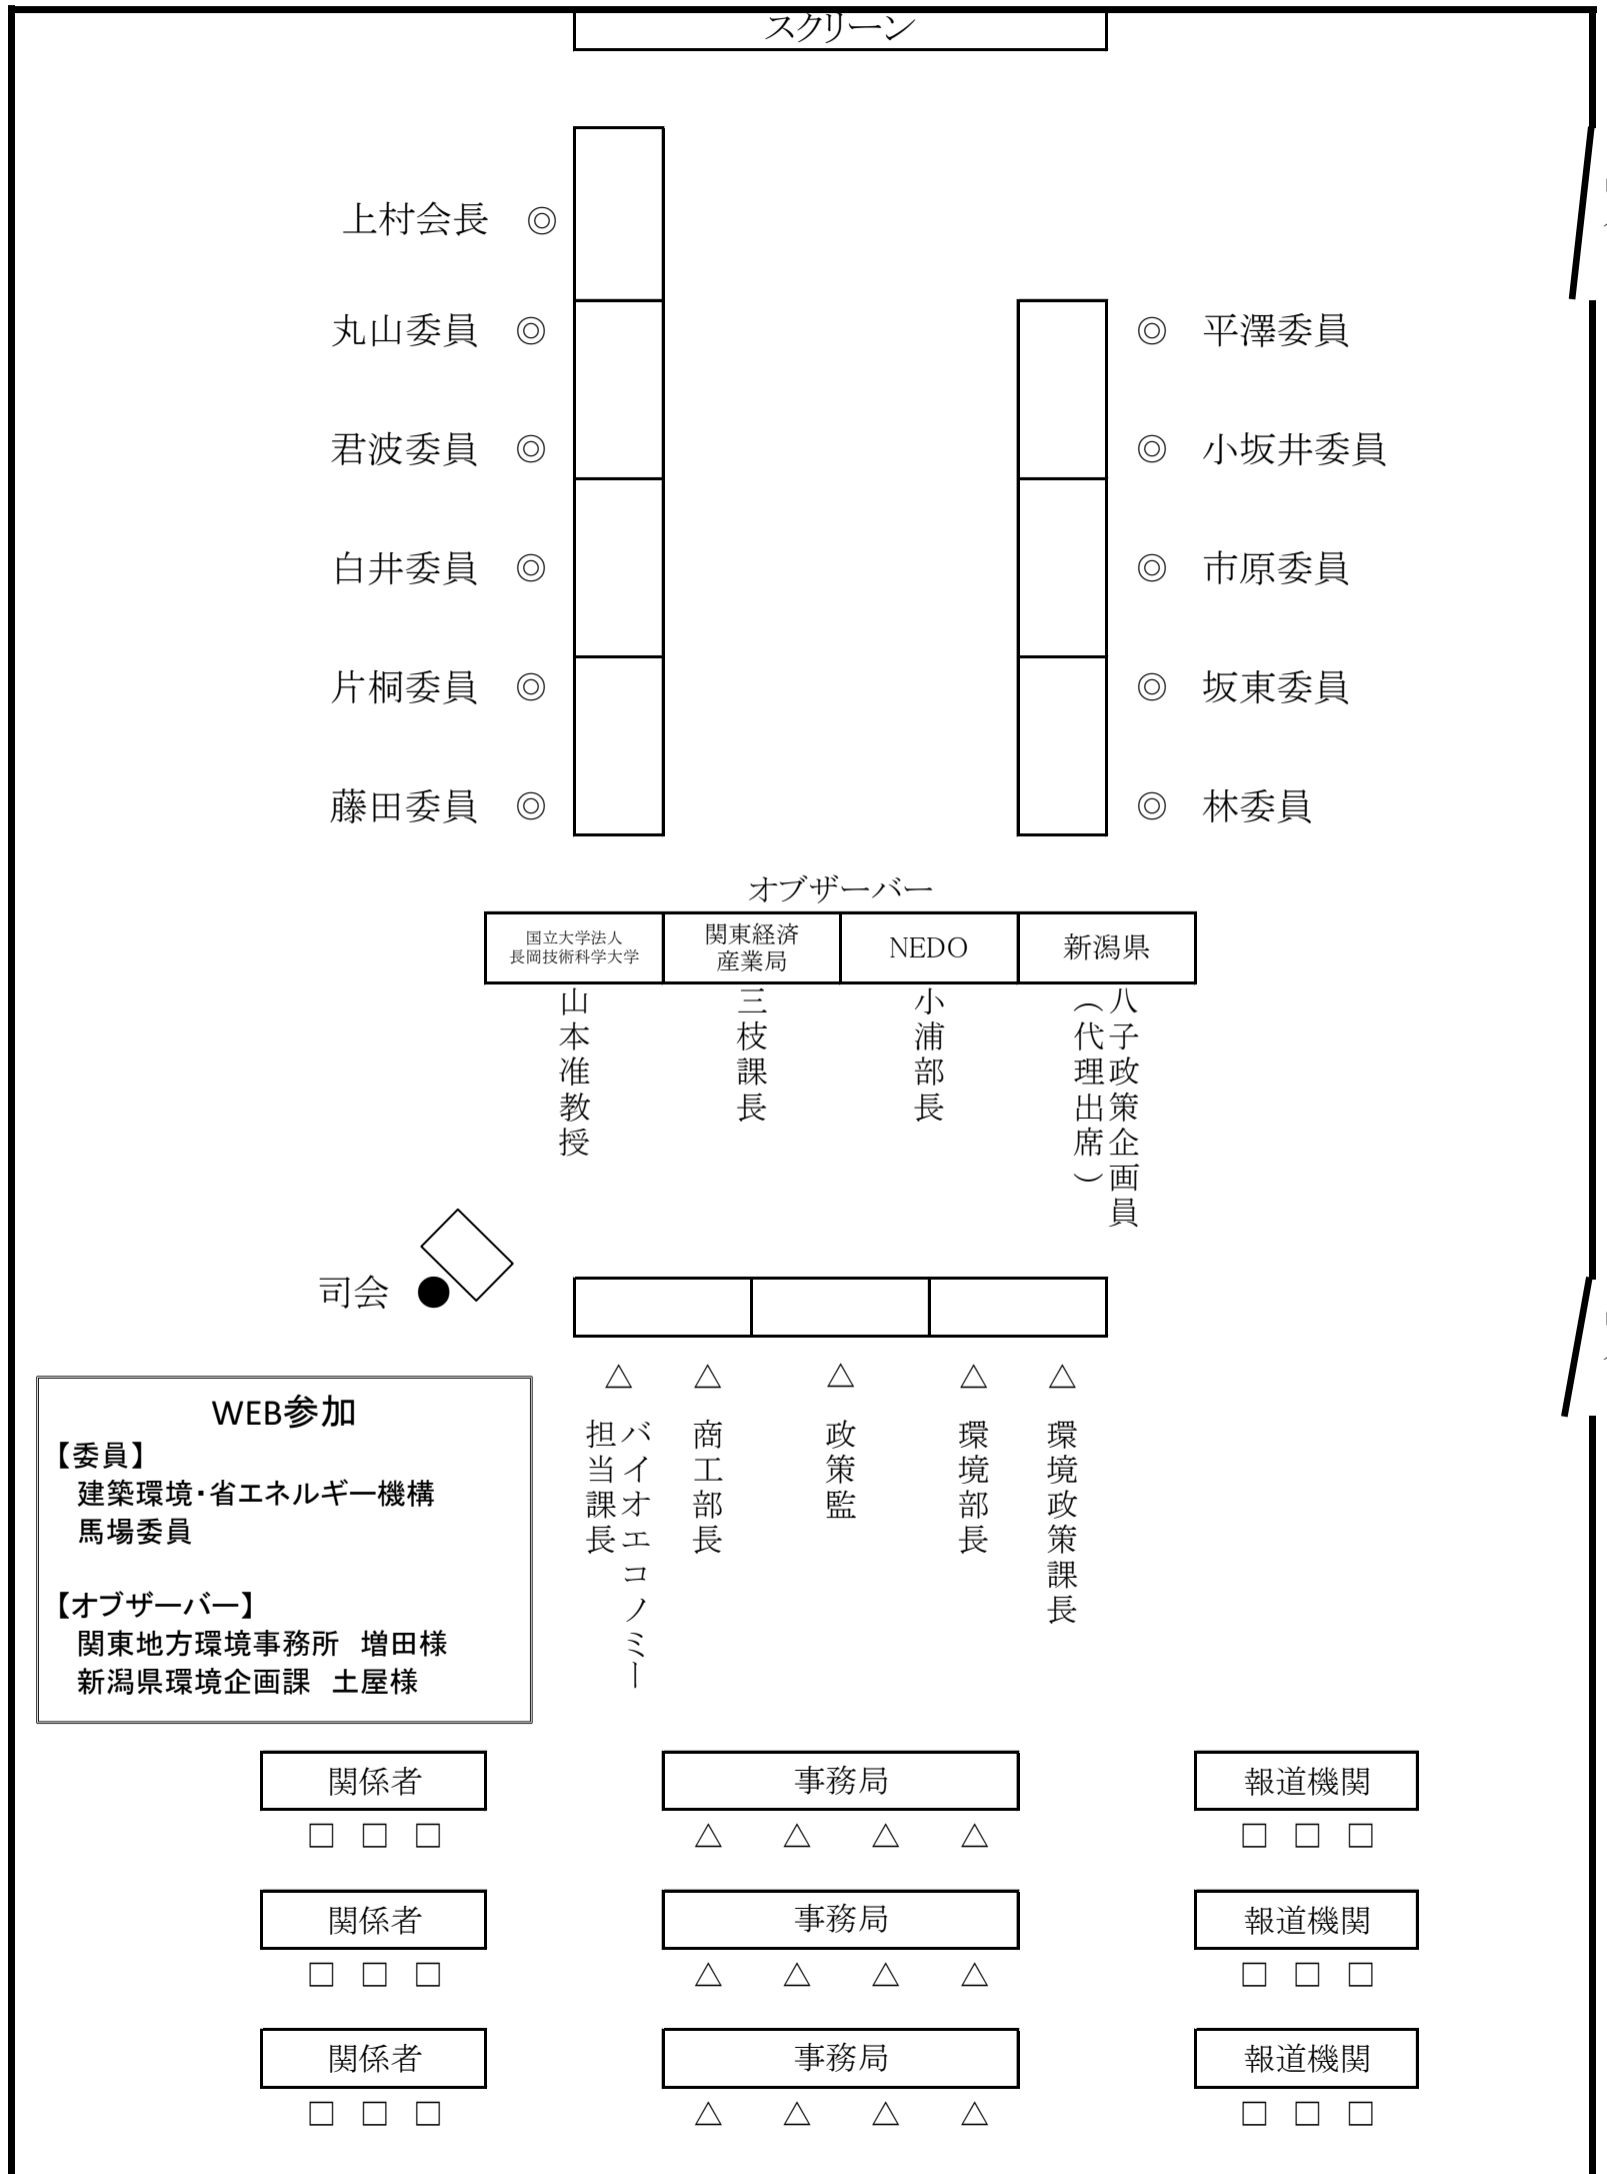 スクリーン
上村会長 ◎
丸山委員 ◎
◎ 平澤委員
君波委員 ◎
◎ 小坂井委員
白井委員 ◎
◎ 市原委員
片桐委員 ◎
◎ 坂東委員
藤田委員 ◎
◎ 林委員
オブザーバー
国立大学法人
長岡技術科学大学
関東経済
産業局
NEDO
新潟県
山本准教授
三枝課長
小浦部長
八子政策企画員
（代理出席）
司会 ●
△ △ △ △ △
バイオエコノミー
担当課長
商工部長
政策監
環境部長
環境政策課長
WEB参加
【委員】
建築環境・省エネルギー機構
馬場委員
【オブザーバー】
関東地方環境事務所 増田様
新潟県環境企画課 土屋様
関係者
事務局
報道機関
□ □ □
△ △ △ △
□ □ □
関係者
事務局
報道機関
□ □ □
△ △ △ △
□ □ □
関係者
事務局
報道機関
□ □ □
△ △ △ △
□ □ □